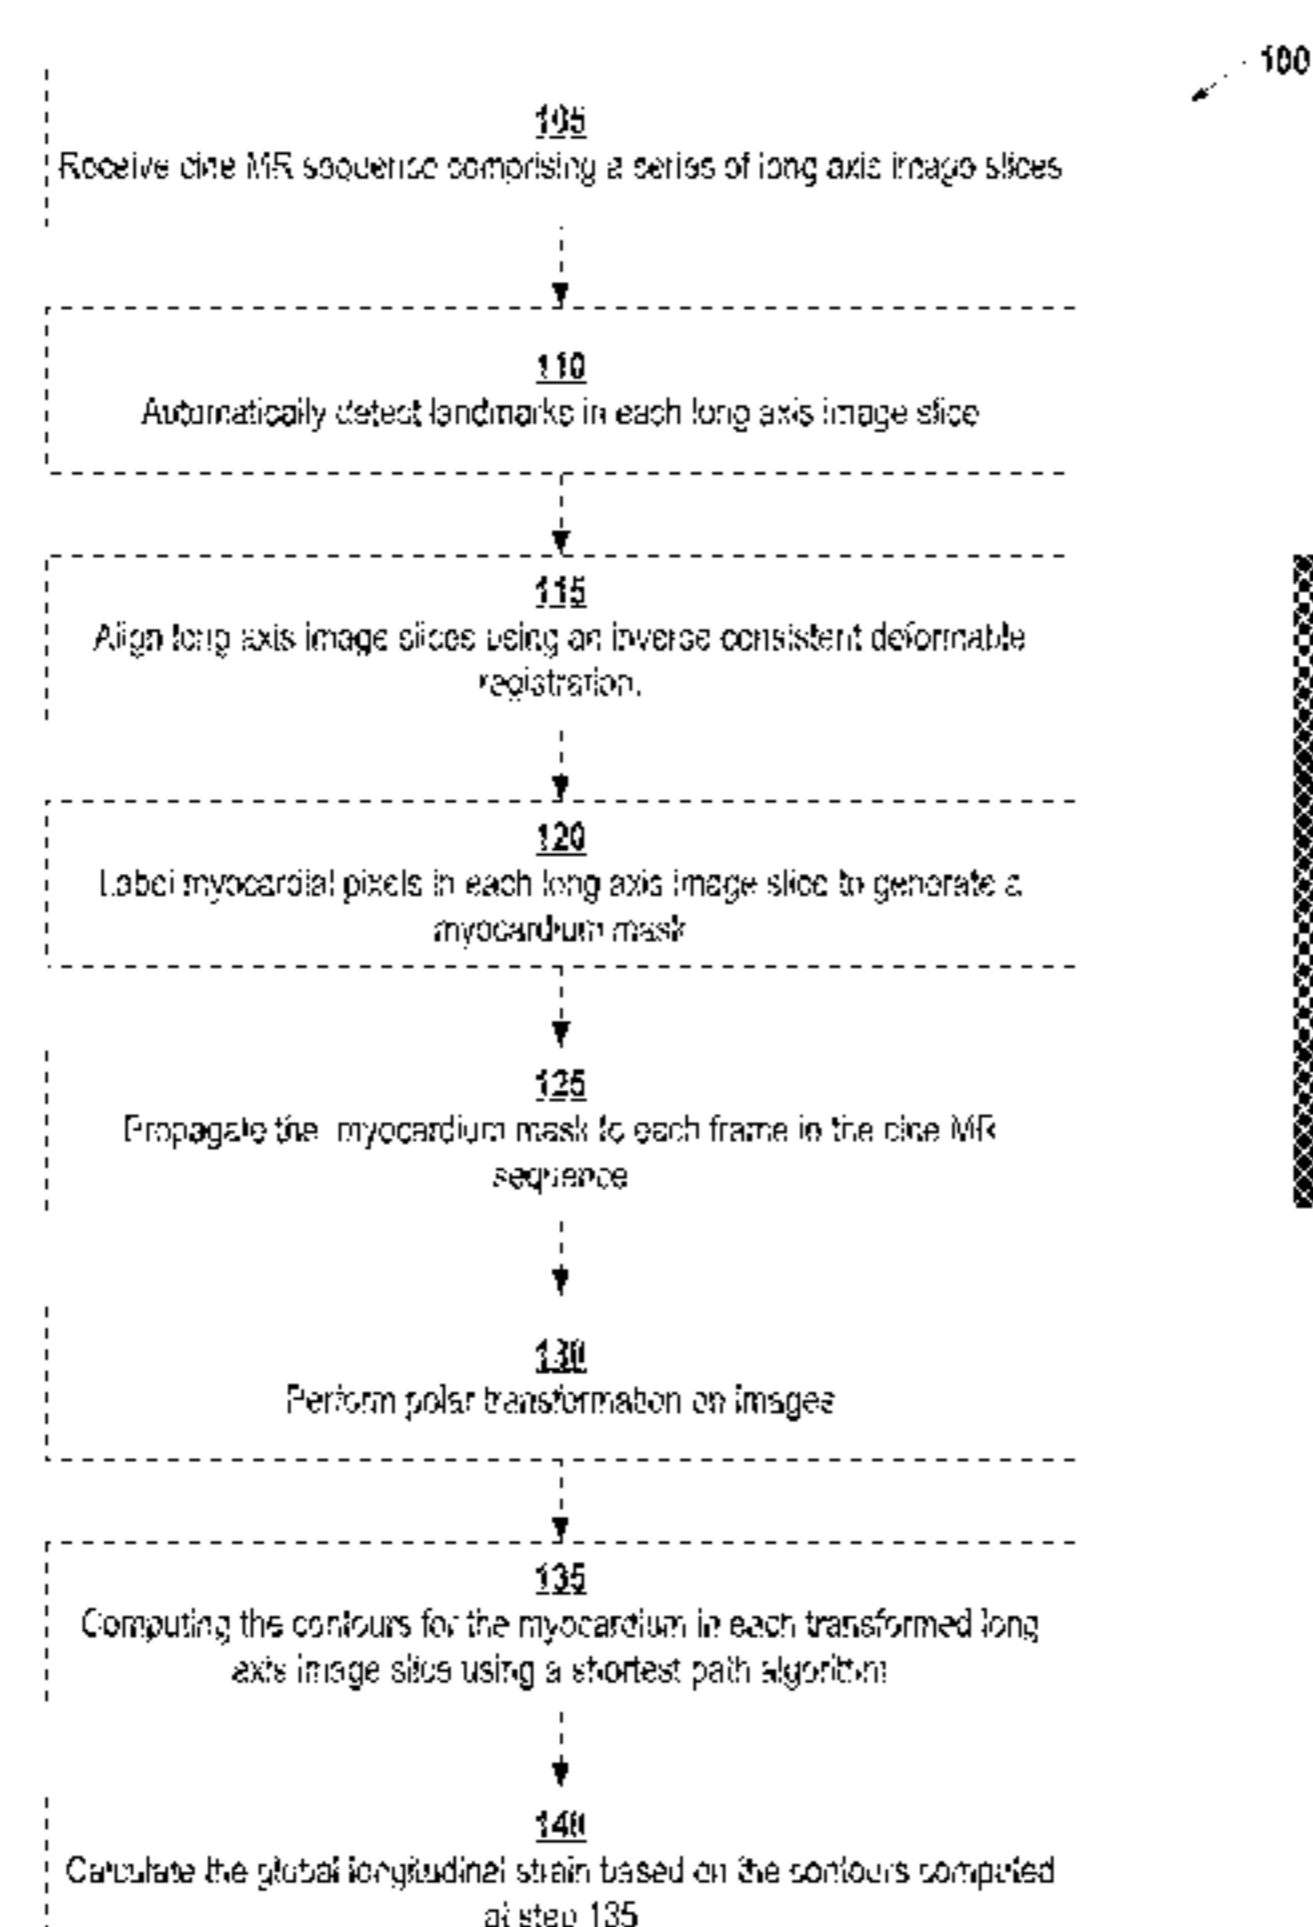 100
105
Receive cine MR sequence comprising a series of long axis image slices
110
Automatically detect landmarks in each long axis image slice
115
Align long axis image slices using an inverse consistent deformable
registration.
120
Label myocardial pixels in each long axis image slice to generate a
myocardium mask
125
Propagate the myocardium mask to each frame in the cine MR
sequence
130
Perform polar transformation on images
135
Computing the contours for the myocardium in each transformed long
axis image slice using a shortest path algorithm
140
Calculate the global longitudinal strain based on the contours computed
at step 135